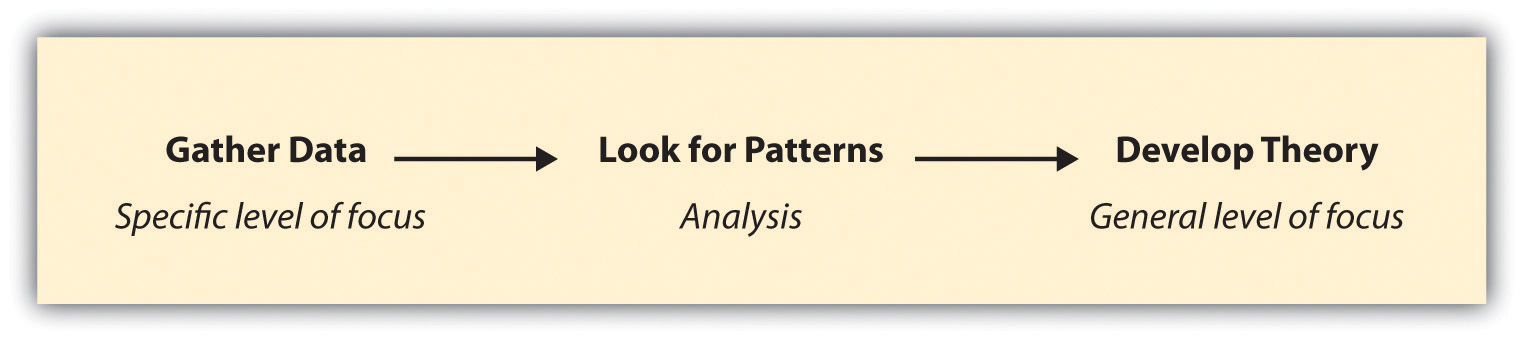 Gather Data Look for Patterns Develop Theory
Specific level of focus Analysis General level of focus